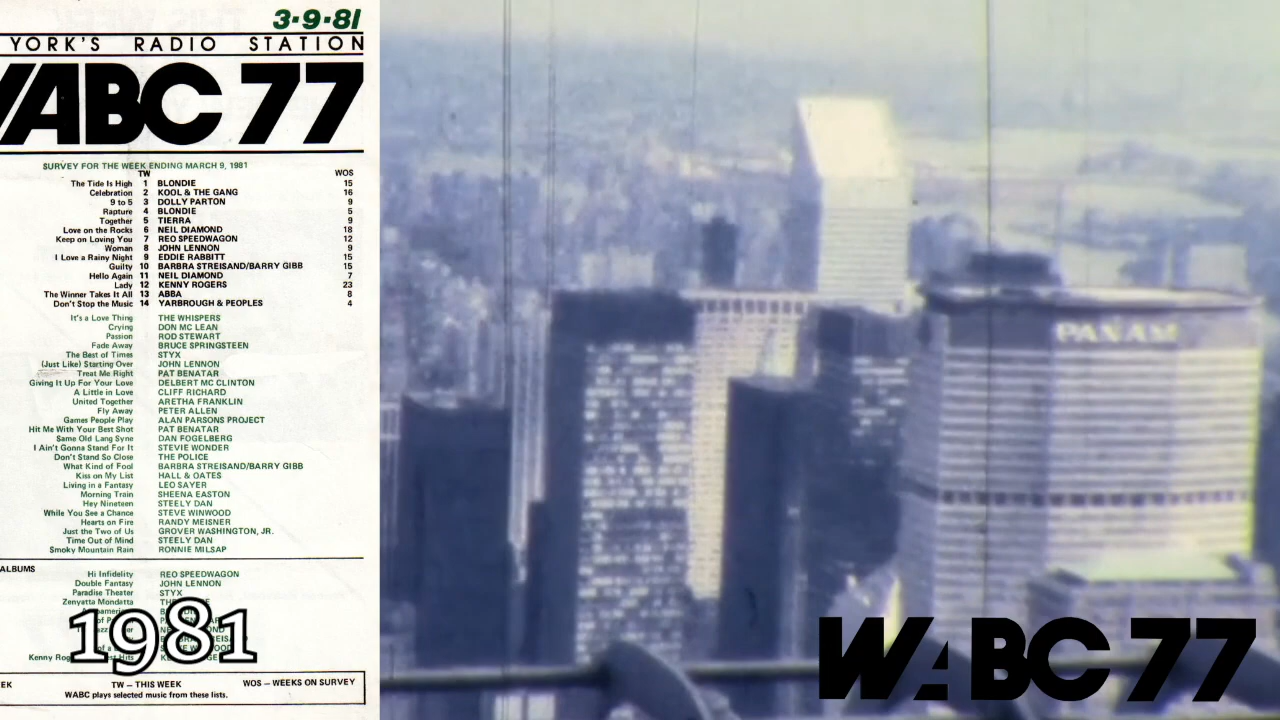 3·9·81
YORK'S RADIO STATION
WABC 77
SURVEY FOR THE WEEK ENDING MARCH 9, 1981
TW WOS
The Tide Is High 1 BLONDIE 15
Celebration 2 KOOL & THE GANG 16
9 to 5 3 DOLLY PARTON 9
Rapture 4 BLONDIE 5
Together 5 TIERRA 9
Love on the Rocks 6 NEIL DIAMOND 18
Keep on Loving You 7 REO SPEEDWAGON 12
Woman 8 JOHN LENNON 9
I Love a Rainy Night 9 EDDIE RABBITT 15
Guilty 10 BARBRA STREISAND/BARRY GIBB 15
Hello Again 11 NEIL DIAMOND 7
Lady 12 KENNY ROGERS 23
The Winner Takes It All 13 ABBA 8
Don't Stop the Music 14 YARBROUGH & PEOPLES 4
It's a Love Thing THE WHISPERS
Crying DON MC LEAN
Passion ROD STEWART
Fade Away BRUCE SPRINGSTEEN
The Best of Times STYX
(Just Like) Starting Over JOHN LENNON
Treat Me Right PAT BENATAR
Giving It Up For Your Love DELBERT MC CLINTON
A Little in Love CLIFF RICHARD
United Together ARETHA FRANKLIN
Fly Away PETER ALLEN
Games People Play ALAN PARSONS PROJECT
Hit Me With Your Best Shot PAT BENATAR
Same Old Lang Syne DAN FOGELBERG
I Ain't Gonna Stand For It STEVIE WONDER
Don't Stand So Close THE POLICE
What Kind of Fool BARBRA STREISAND/BARRY GIBB
Kiss on My List HALL & OATES
Living in a Fantasy LEO SAYER
Morning Train SHEENA EASTON
Hey Nineteen STEELY DAN
While You See a Chance STEVE WINWOOD
Hearts on Fire RANDY MEISNER
Just the Two of Us GROVER WASHINGTON, JR.
Time Out of Mind STEELY DAN
Smoky Mountain Rain RONNIE MILSAP
ALBUMS
Hi Infidelity REO SPEEDWAGON
Double Fantasy JOHN LENNON
Paradise Theater STYX
Zenyatta Mondatta
1981
TW — THIS WEEK WOS — WEEKS ON SURVEY
WABC plays selected music from these lists.
PAN AM
WABC 77